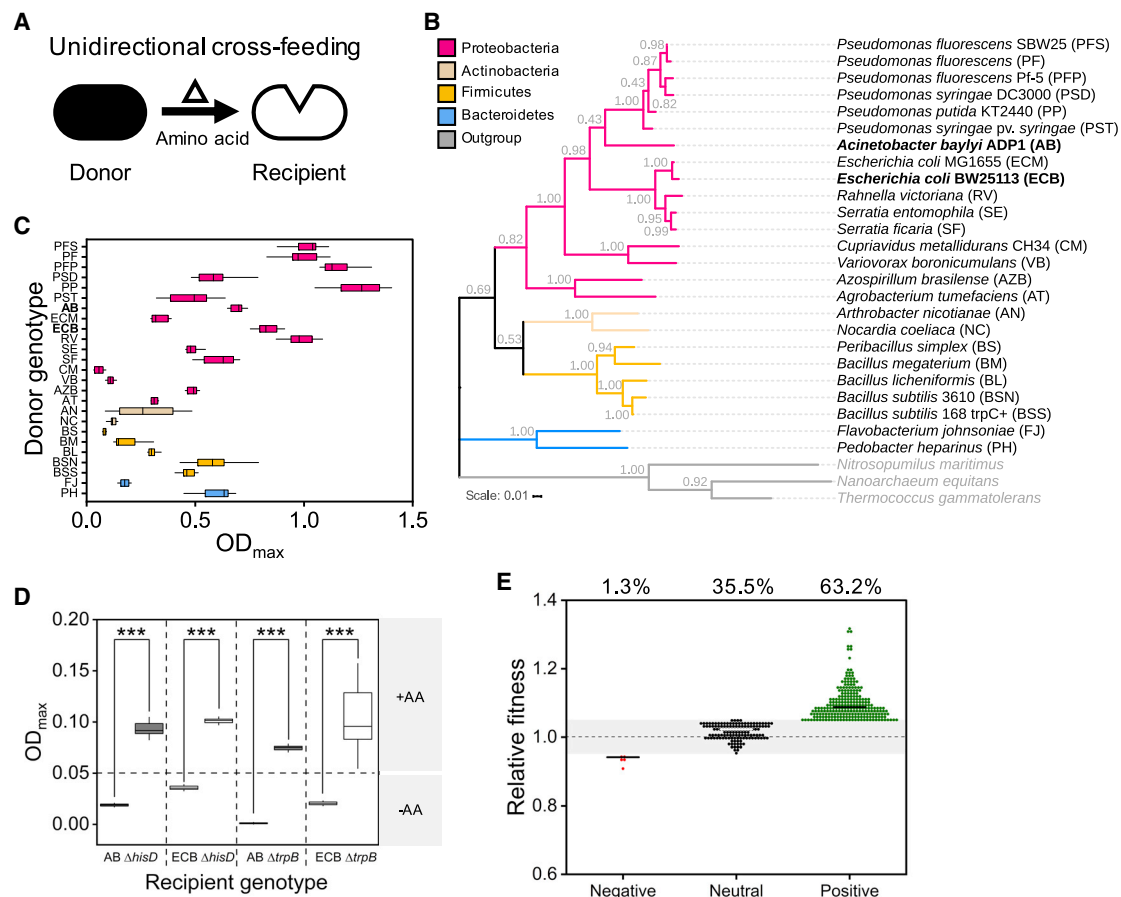 A
Unidirectional cross-feeding
Δ
Amino acid
Donor
Recipient
B
Proteobacteria
Actinobacteria
Firmicutes
Bacteroidetes
Outgroup
0.98
0.87
0.43
0.82
1.00
0.43
0.98
1.00
1.00
0.95
0.99
1.00
0.82
1.00
0.69
1.00
0.53
0.94
1.00
1.00
1.00
1.00
1.00
0.92
Scale: 0.01
Pseudomonas fluorescens SBW25 (PFS)
Pseudomonas fluorescens (PF)
Pseudomonas fluorescens Pf-5 (PFP)
Pseudomonas syringae DC3000 (PSD)
Pseudomonas putida KT2440 (PP)
Pseudomonas syringae pv. syringae (PST)
Acinetobacter baylyi ADP1 (AB)
Escherichia coli MG1655 (ECM)
Escherichia coli BW25113 (ECB)
Rahnella victoriana (RV)
Serratia entomophila (SE)
Serratia ficaria (SF)
Cupriavidus metallidurans CH34 (CM)
Variovorax boronicumulans (VB)
Azospirillum brasilense (AZB)
Agrobacterium tumefaciens (AT)
Arthrobacter nicotianae (AN)
Nocardia coeliaca (NC)
Peribacillus simplex (BS)
Bacillus megaterium (BM)
Bacillus licheniformis (BL)
Bacillus subtilis 3610 (BSN)
Bacillus subtilis 168 trpC+ (BSS)
Flavobacterium johnsoniae (FJ)
Pedobacter heparinus (PH)
Nitrosopumilus maritimus
Nanoarchaeum equitans
Thermococcus gammatolerans
C
Donor genotype
PFS
PF
PFP
PSD
PP
PST
AB
ECM
ECB
RV
SE
SF
CM
VB
AZB
AT
AN
NC
BS
BM
BL
BSN
BSS
FJ
PH
0.0 0.5 1.0 1.5
ODmax
D
ODmax
0.20
0.15
0.10
0.05
0.00
*** *** *** ***
+AA
-AA
AB ΔhisD ECB ΔhisD AB ΔtrpB ECB ΔtrpB
Recipient genotype
E
1.3% 35.5% 63.2%
Relative fitness
1.4
1.2
1.0
0.8
0.6
Negative Neutral Positive